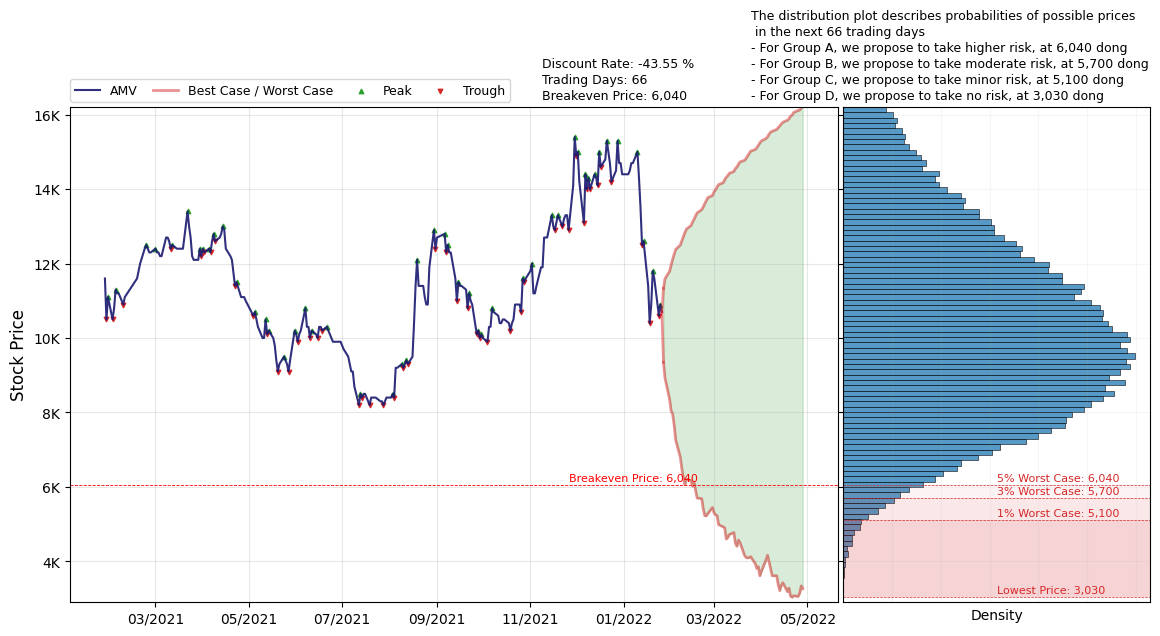 The distribution plot describes probabilities of possible prices
in the next 66 trading days
- For Group A, we propose to take higher risk, at 6,040 dong
- For Group B, we propose to take moderate risk, at 5,700 dong
- For Group C, we propose to take minor risk, at 5,100 dong
- For Group D, we propose to take no risk, at 3,030 dong
Discount Rate: -43.55 %
Trading Days: 66
Breakeven Price: 6,040
AMV
Best Case / Worst Case
Peak
Trough
16K
14K
12K
10K
8K
6K
4K
Stock Price
Breakeven Price: 6,040
5% Worst Case: 6,040
3% Worst Case: 5,700
1% Worst Case: 5,100
Lowest Price: 3,030
03/2021
05/2021
07/2021
09/2021
11/2021
01/2022
03/2022
05/2022
Density